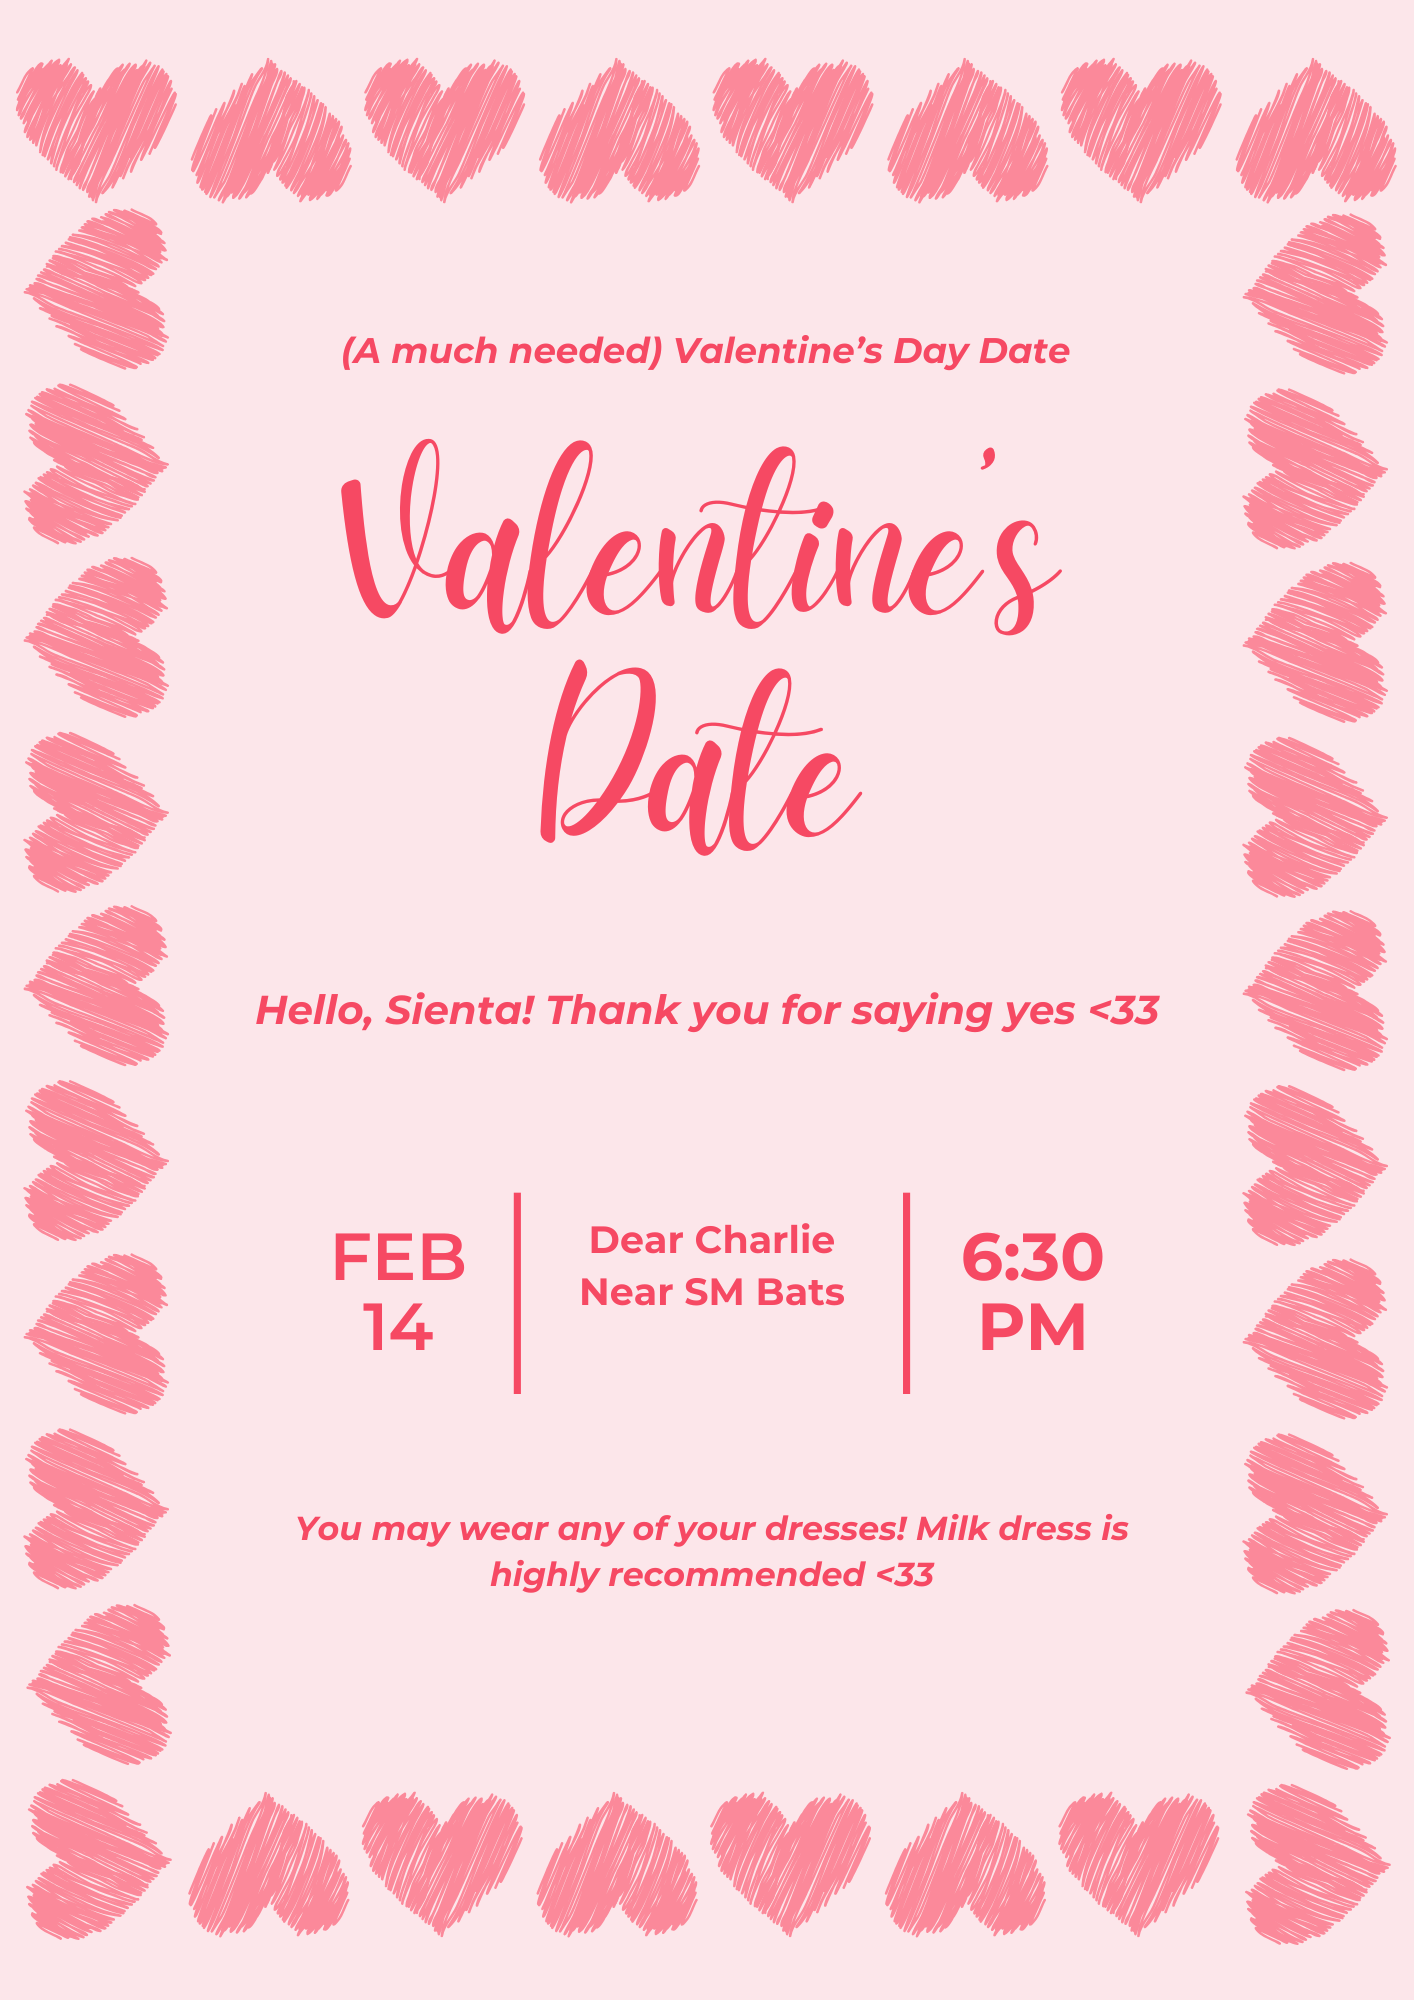 (A much needed) Valentine’s Day Date
Valentine’s
Date
Hello, Sienta! Thank you for saying yes <33
FEB
14
Dear Charlie
Near SM Bats
6:30
PM
You may wear any of your dresses! Milk dress is
highly recommended <33